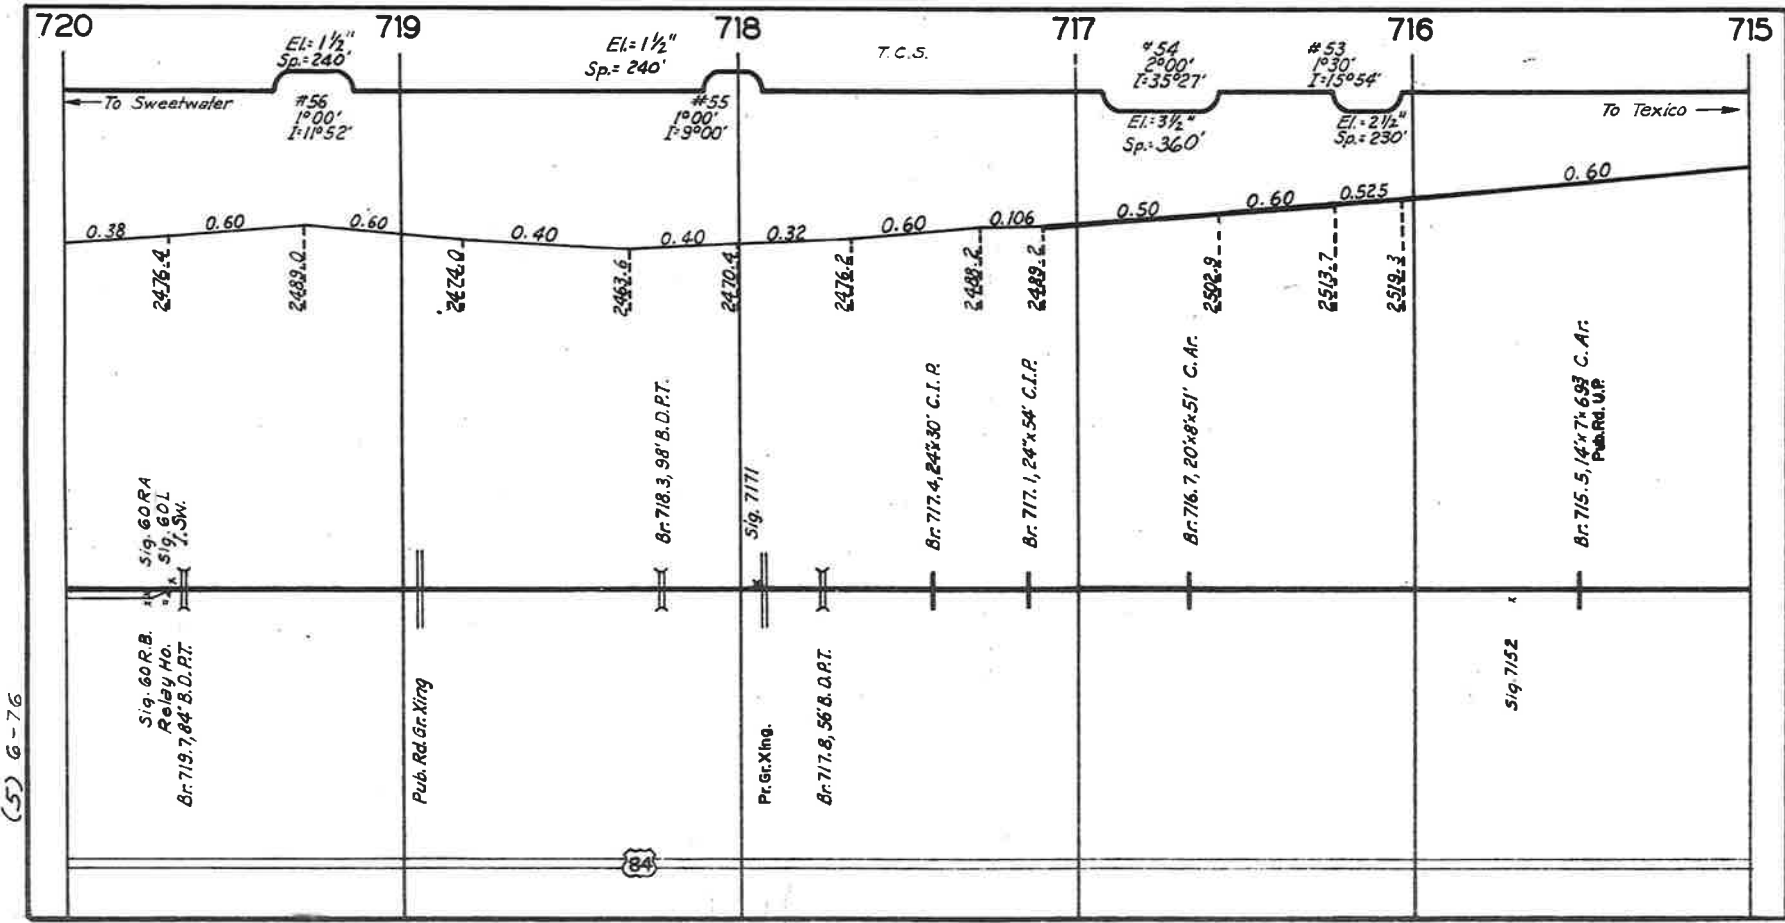 720
719
718
717
716
715
El.= 1 ½"
Sp.= 240'
El.= 1 ½"
Sp.= 240'
T.C.S.
#54
2°00'
I=35°27'
#53
1°30'
I=15°54'
← To Sweetwater
#56
1°00'
I=11°52'
#55
1°00'
I=9°00'
El.= 3½"
Sp.= 360'
El.= 2½"
Sp.= 230'
To Texico →
0.38
0.60
0.60
0.40
0.40
0.32
0.60
0.106
0.50
0.60
0.525
0.60
2476.4
2489.0
2474.0
2463.6
2470.4
2476.2
2488.2
2489.2
2502.9
2513.7
2519.3
Sig. 60RA
Sig. 60L
T.Sw.
Br. 718.3, 98' B.D.P.T.
Sig. 7171
Br. 717.4, 24"x30' C.I.P.
Br. 717.1, 24"x54' C.I.P.
Br. 716.7, 20'x8'x51' C.Ar.
Br. 715.5, 14'x7'x69³ C.Ar.
Pub.Rd. U.P.
Sig. 60 R.B.
Relay Ho.
Br. 719.7, 84' B.D.P.T.
Pub. Rd. Gr. Xing
Pr. Gr. Xing.
Br. 717.8, 56' B.D.P.T.
Sig. 7152
84
(5) G-76